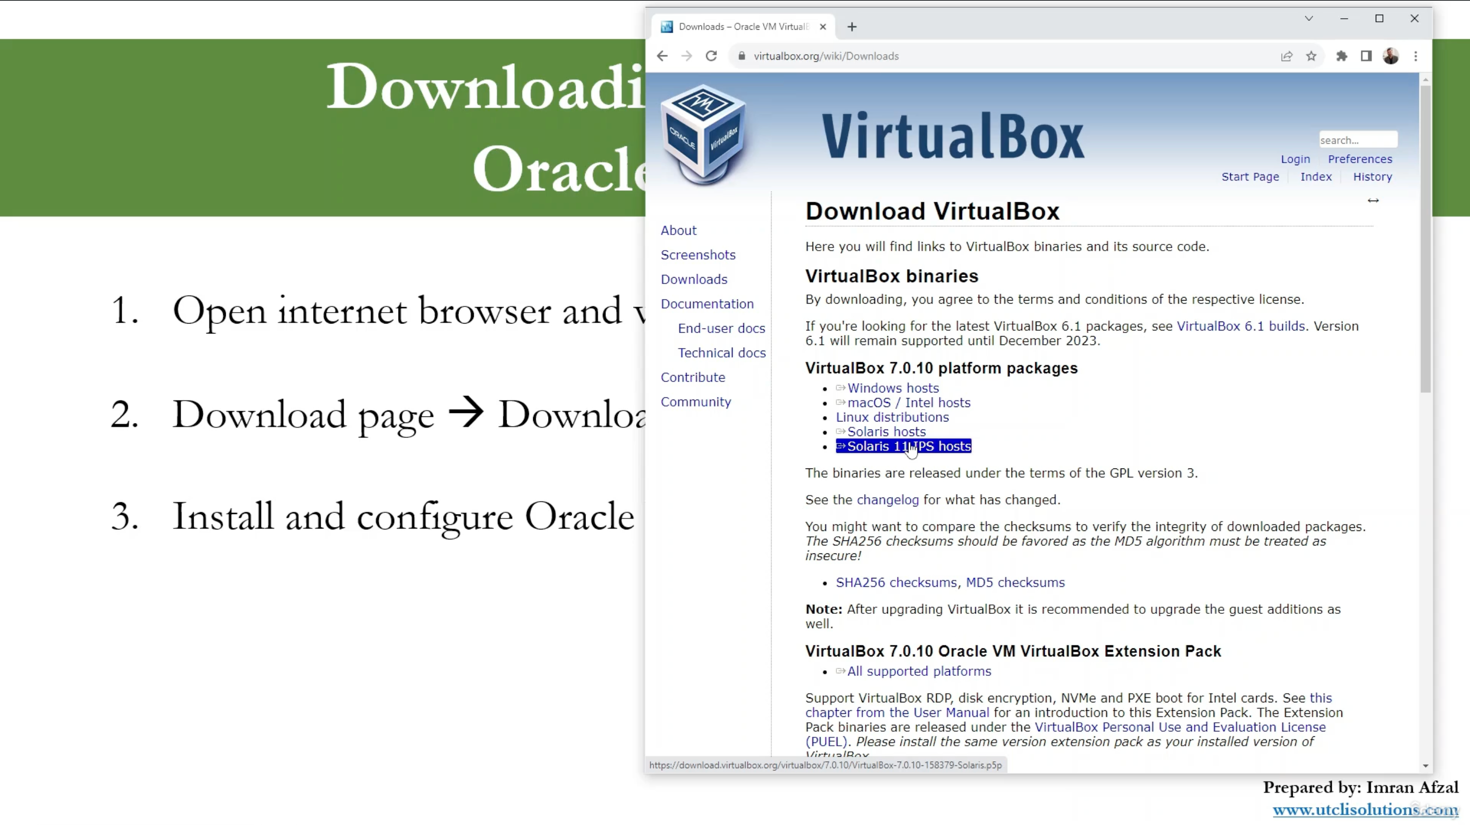 Downloadi
Oracle
1. Open internet browser and v
2. Download page → Downloa
3. Install and configure Oracle
Downloads – Oracle VM VirtualB
virtualbox.org/wiki/Downloads
ORACLE
VM
VirtualBox
VirtualBox
search...
Login Preferences
Start Page Index History
About
Screenshots
Downloads
Documentation
End-user docs
Technical docs
Contribute
Community
Download VirtualBox
Here you will find links to VirtualBox binaries and its source code.
VirtualBox binaries
By downloading, you agree to the terms and conditions of the respective license.
If you're looking for the latest VirtualBox 6.1 packages, see VirtualBox 6.1 builds. Version
6.1 will remain supported until December 2023.
VirtualBox 7.0.10 platform packages
• Windows hosts
• macOS / Intel hosts
• Linux distributions
• Solaris hosts
• Solaris 11 IPS hosts
The binaries are released under the terms of the GPL version 3.
See the changelog for what has changed.
You might want to compare the checksums to verify the integrity of downloaded packages.
The SHA256 checksums should be favored as the MD5 algorithm must be treated as
insecure!
• SHA256 checksums, MD5 checksums
Note: After upgrading VirtualBox it is recommended to upgrade the guest additions as
well.
VirtualBox 7.0.10 Oracle VM VirtualBox Extension Pack
• All supported platforms
Support VirtualBox RDP, disk encryption, NVMe and PXE boot for Intel cards. See this
chapter from the User Manual for an introduction to this Extension Pack. The Extension
Pack binaries are released under the VirtualBox Personal Use and Evaluation License
(PUEL). Please install the same version extension pack as your installed version of
VirtualBox
https://download.virtualbox.org/virtualbox/7.0.10/VirtualBox-7.0.10-158379-Solaris.p5p
Prepared by: Imran Afzal
www.utclisolutions.com